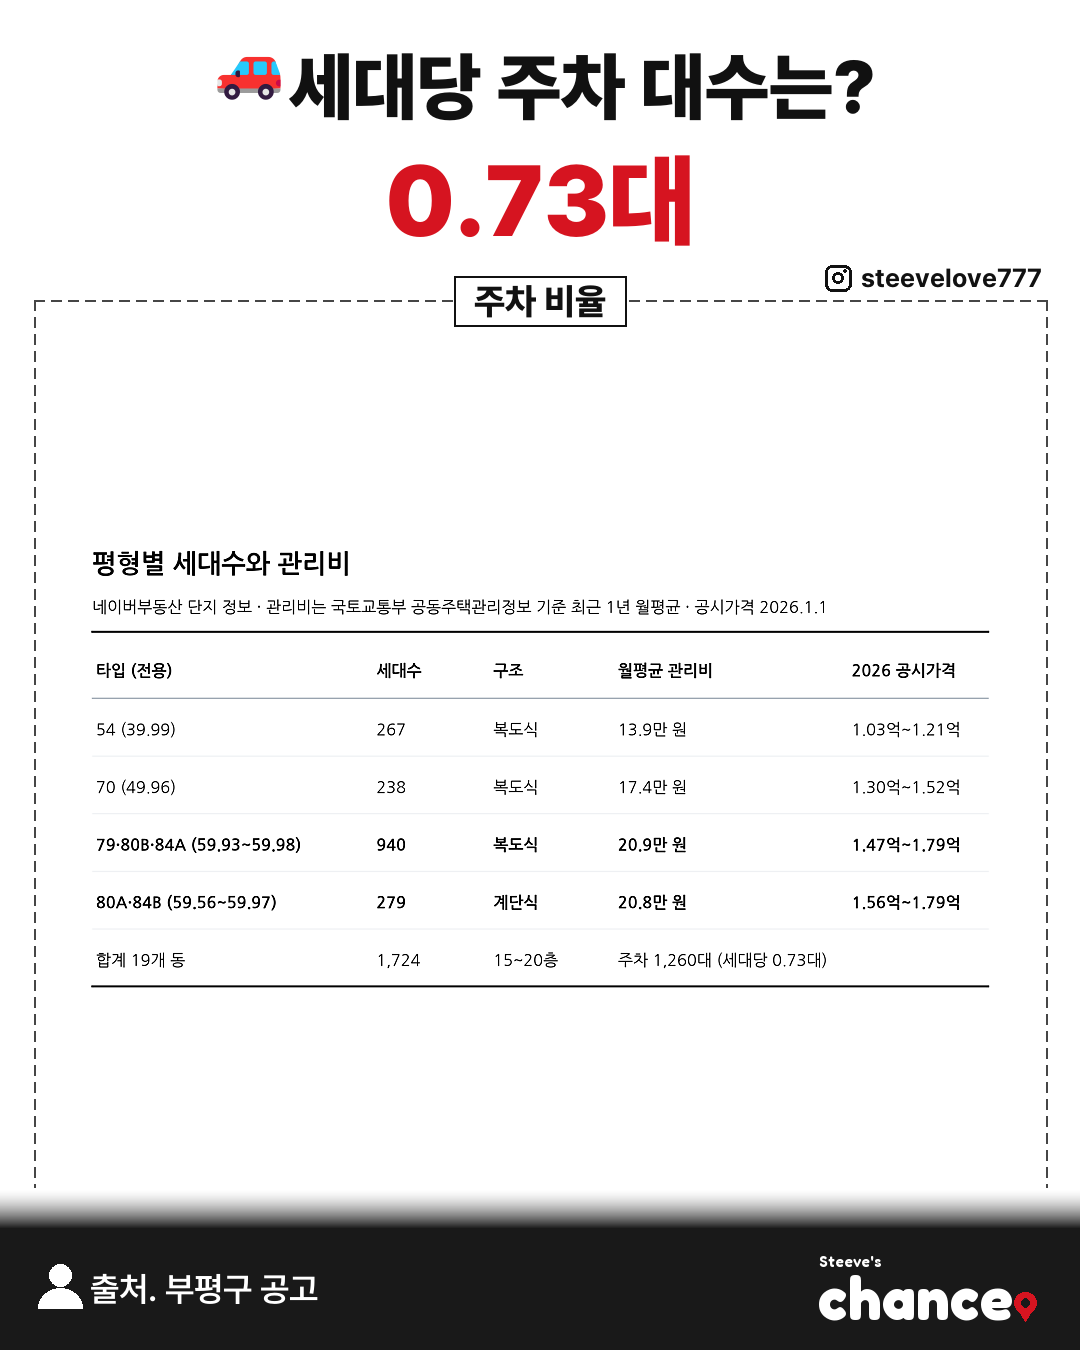 🚗세대당 주차 대수는?
0.73대
steevelove777
주차 비율
평형별 세대수와 관리비
네이버부동산 단지 정보 · 관리비는 국토교통부 공동주택관리정보 기준 최근 1년 월평균 · 공시가격 2026.1.1
타입 (전용) 세대수 구조 월평균 관리비 2026 공시가격
54 (39.99) 267 복도식 13.9만 원 1.03억~1.21억
70 (49.96) 238 복도식 17.4만 원 1.30억~1.52억
79·80B·84A (59.93~59.98) 940 복도식 20.9만 원 1.47억~1.79억
80A·84B (59.56~59.97) 279 계단식 20.8만 원 1.56억~1.79억
합계 19개 동 1,724 15~20층 주차 1,260대 (세대당 0.73대)
출처. 부평구 공고
Steeve's
chance